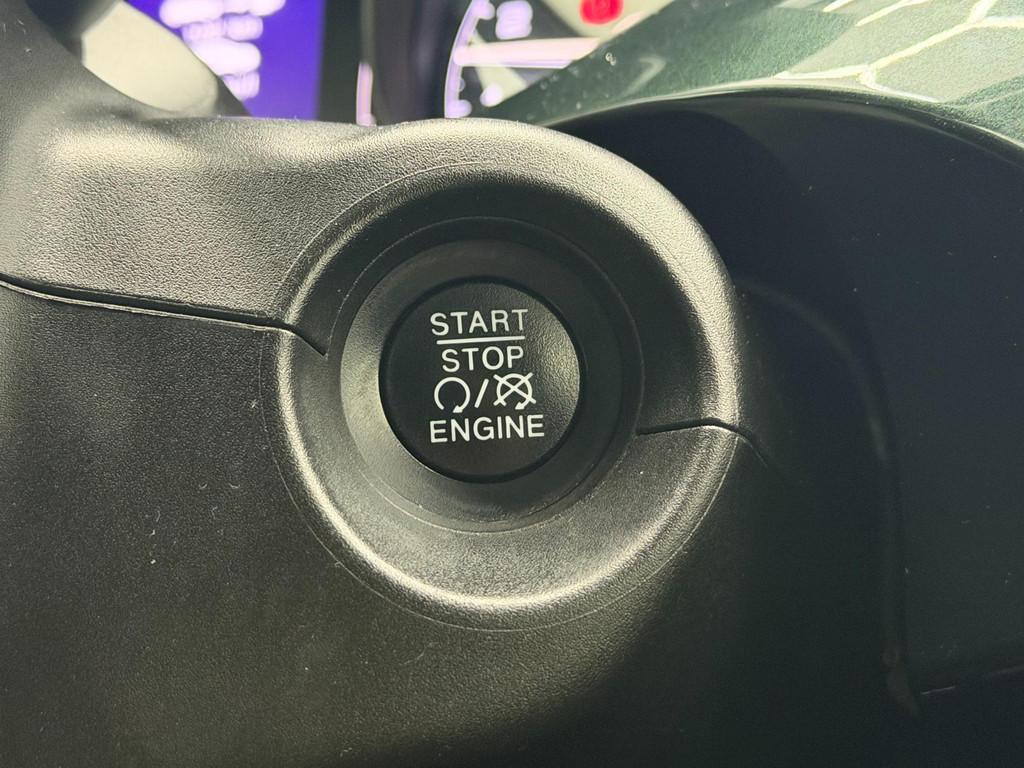 START
STOP
/
ENGINE